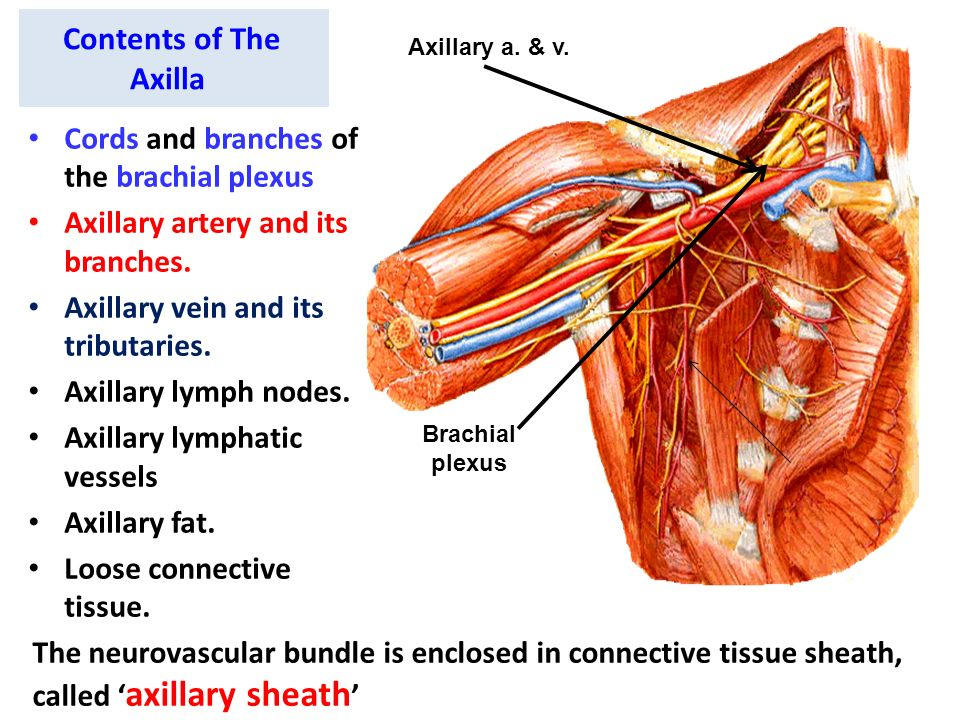 Contents of The
Axilla
• Cords and branches of
the brachial plexus
• Axillary artery and its
branches.
• Axillary vein and its
tributaries.
• Axillary lymph nodes.
• Axillary lymphatic
vessels
• Axillary fat.
• Loose connective
tissue.
Axillary a. & v.
Brachial
plexus
The neurovascular bundle is enclosed in connective tissue sheath,
called ‘axillary sheath’